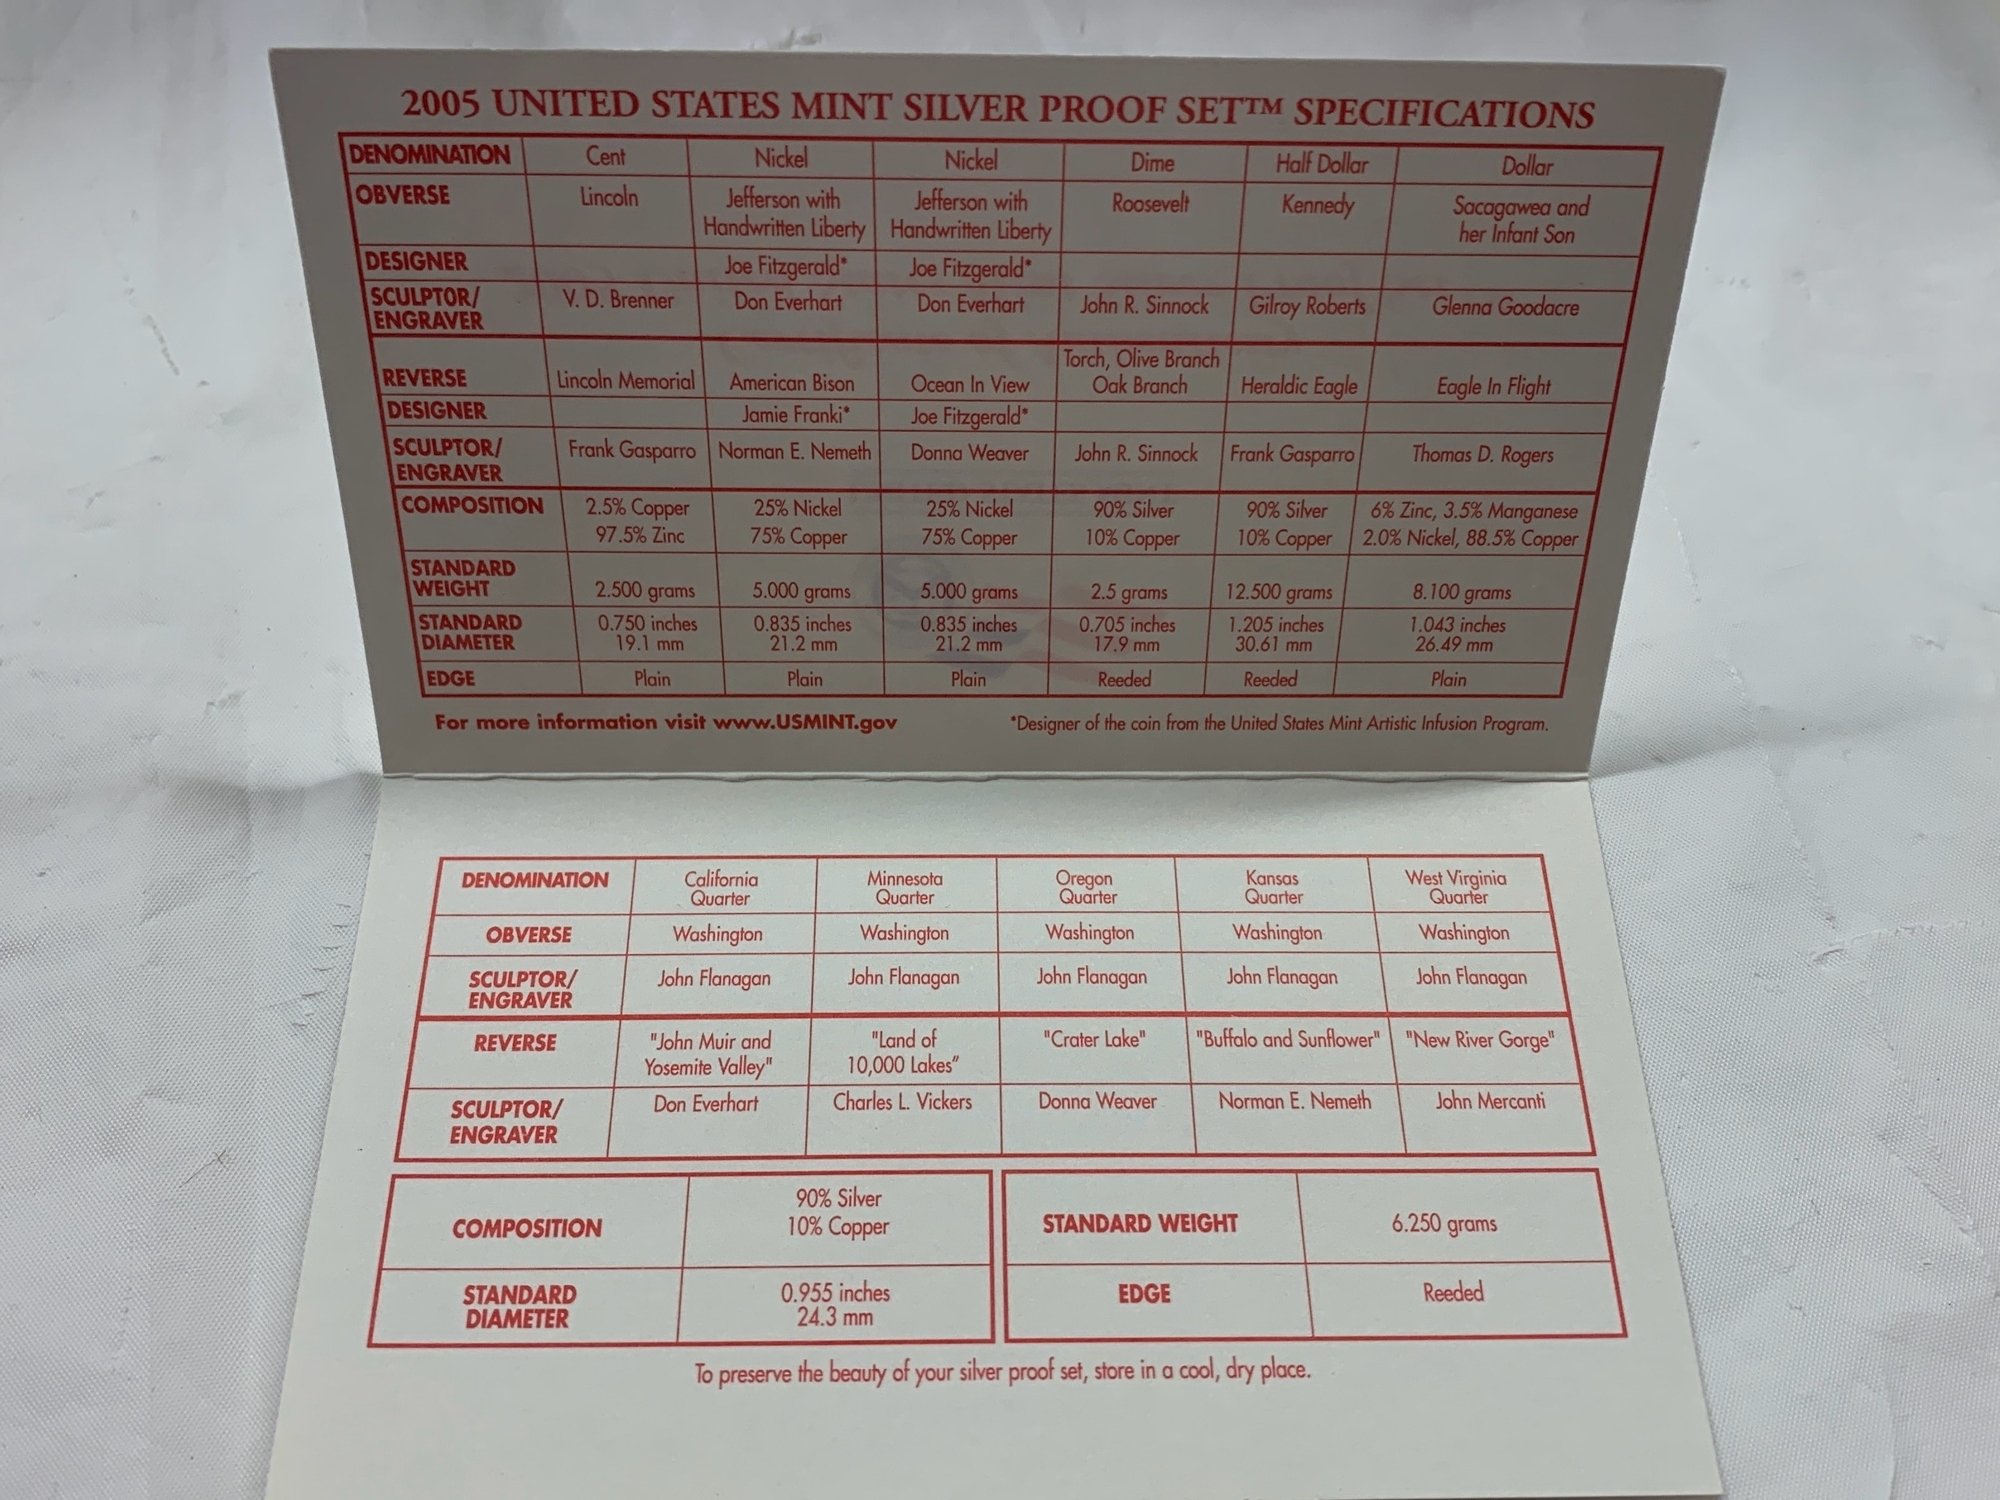 2005 UNITED STATES MINT SILVER PROOF SET™ SPECIFICATIONS
DENOMINATION Cent Nickel Nickel Dime Half Dollar Dollar
OBVERSE Lincoln Jefferson with Jefferson with Roosevelt Kennedy Sacagawea and
Handwritten Liberty Handwritten Liberty her Infant Son
DESIGNER Joe Fitzgerald* Joe Fitzgerald*
SCULPTOR/ V. D. Brenner Don Everhart Don Everhart John R. Sinnock Gilroy Roberts Glenna Goodacre
ENGRAVER
Torch, Olive Branch
REVERSE Lincoln Memorial American Bison Ocean In View Oak Branch Heraldic Eagle Eagle In Flight
DESIGNER Jamie Franki* Joe Fitzgerald*
SCULPTOR/ Frank Gasparro Norman E. Nemeth Donna Weaver John R. Sinnock Frank Gasparro Thomas D. Rogers
ENGRAVER
COMPOSITION 2.5% Copper 25% Nickel 25% Nickel 90% Silver 90% Silver 6% Zinc, 3.5% Manganese
97.5% Zinc 75% Copper 75% Copper 10% Copper 10% Copper 2.0% Nickel, 88.5% Copper
STANDARD
WEIGHT 2.500 grams 5.000 grams 5.000 grams 2.5 grams 12.500 grams 8.100 grams
STANDARD 0.750 inches 0.835 inches 0.835 inches 0.705 inches 1.205 inches 1.043 inches
DIAMETER 19.1 mm 21.2 mm 21.2 mm 17.9 mm 30.61 mm 26.49 mm
EDGE Plain Plain Plain Reeded Reeded Plain
For more information visit www.USMINT.gov *Designer of the coin from the United States Mint Artistic Infusion Program.
DENOMINATION California Minnesota Oregon Kansas West Virginia
Quarter Quarter Quarter Quarter Quarter
OBVERSE Washington Washington Washington Washington Washington
SCULPTOR/ John Flanagan John Flanagan John Flanagan John Flanagan John Flanagan
ENGRAVER
REVERSE "John Muir and "Land of "Crater Lake" "Buffalo and Sunflower" "New River Gorge"
Yosemite Valley" 10,000 Lakes"
SCULPTOR/ Don Everhart Charles L. Vickers Donna Weaver Norman E. Nemeth John Mercanti
ENGRAVER
90% Silver
COMPOSITION 10% Copper STANDARD WEIGHT 6.250 grams
STANDARD 0.955 inches EDGE Reeded
DIAMETER 24.3 mm
To preserve the beauty of your silver proof set, store in a cool, dry place.